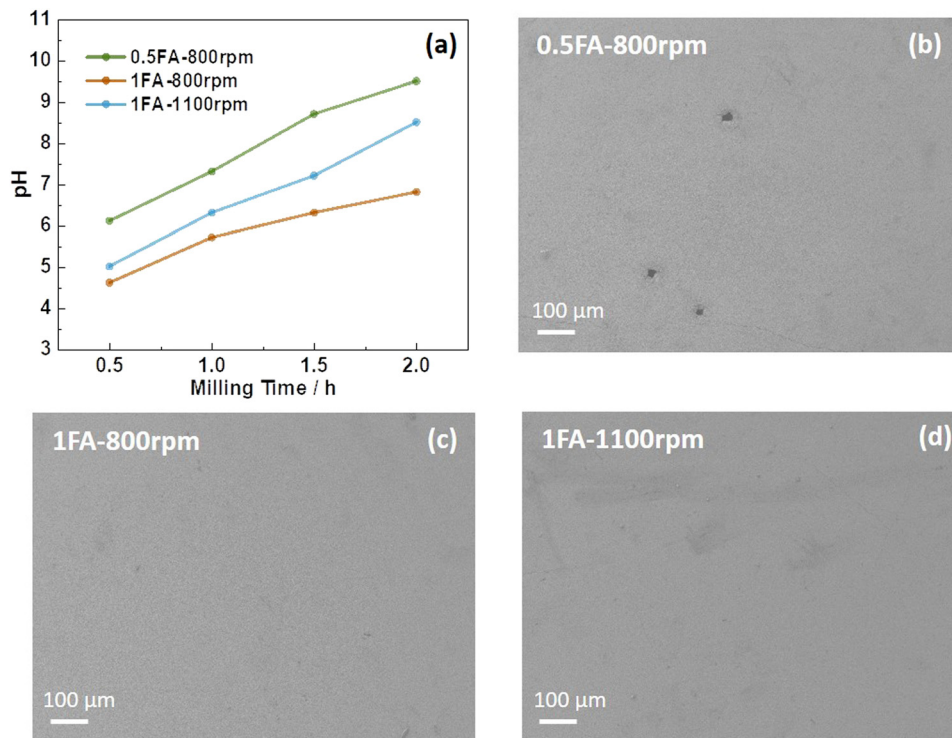 (a)
0.5FA-800rpm
1FA-800rpm
1FA-1100rpm
pH
11
10
9
8
7
6
5
4
3
0.5 1.0 1.5 2.0
Milling Time / h
0.5FA-800rpm (b)
100 μm
1FA-800rpm (c)
100 μm
1FA-1100rpm (d)
100 μm